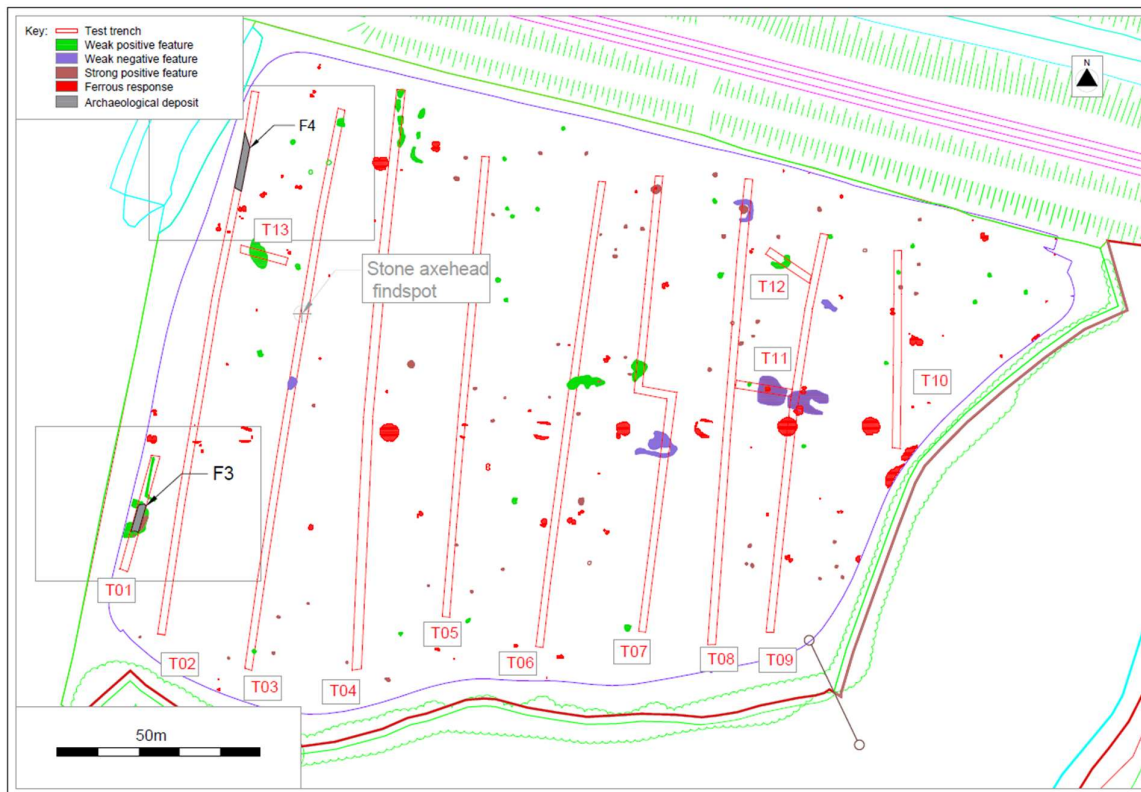 Key:
Test trench
Weak positive feature
Weak negative feature
Strong positive feature
Ferrous response
Archaeological deposit
N
F4
T13
Stone axehead
findspot
T12
T11
T10
F3
T01
T02
T03
T04
T05
T06
T07
T08
T09
50m